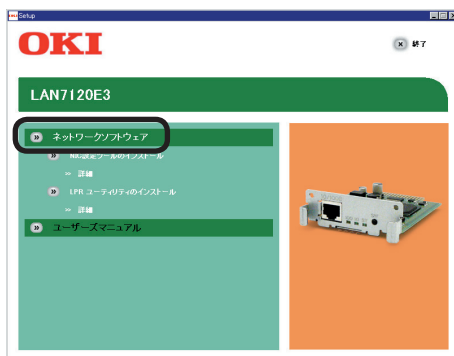 Setup
OKI
終了
LAN7120E3
ネットワークソフトウェア
NIC設定ツールのインストール
詳細
LPR ユーティリティのインストール
詳細
ユーザーズマニュアル